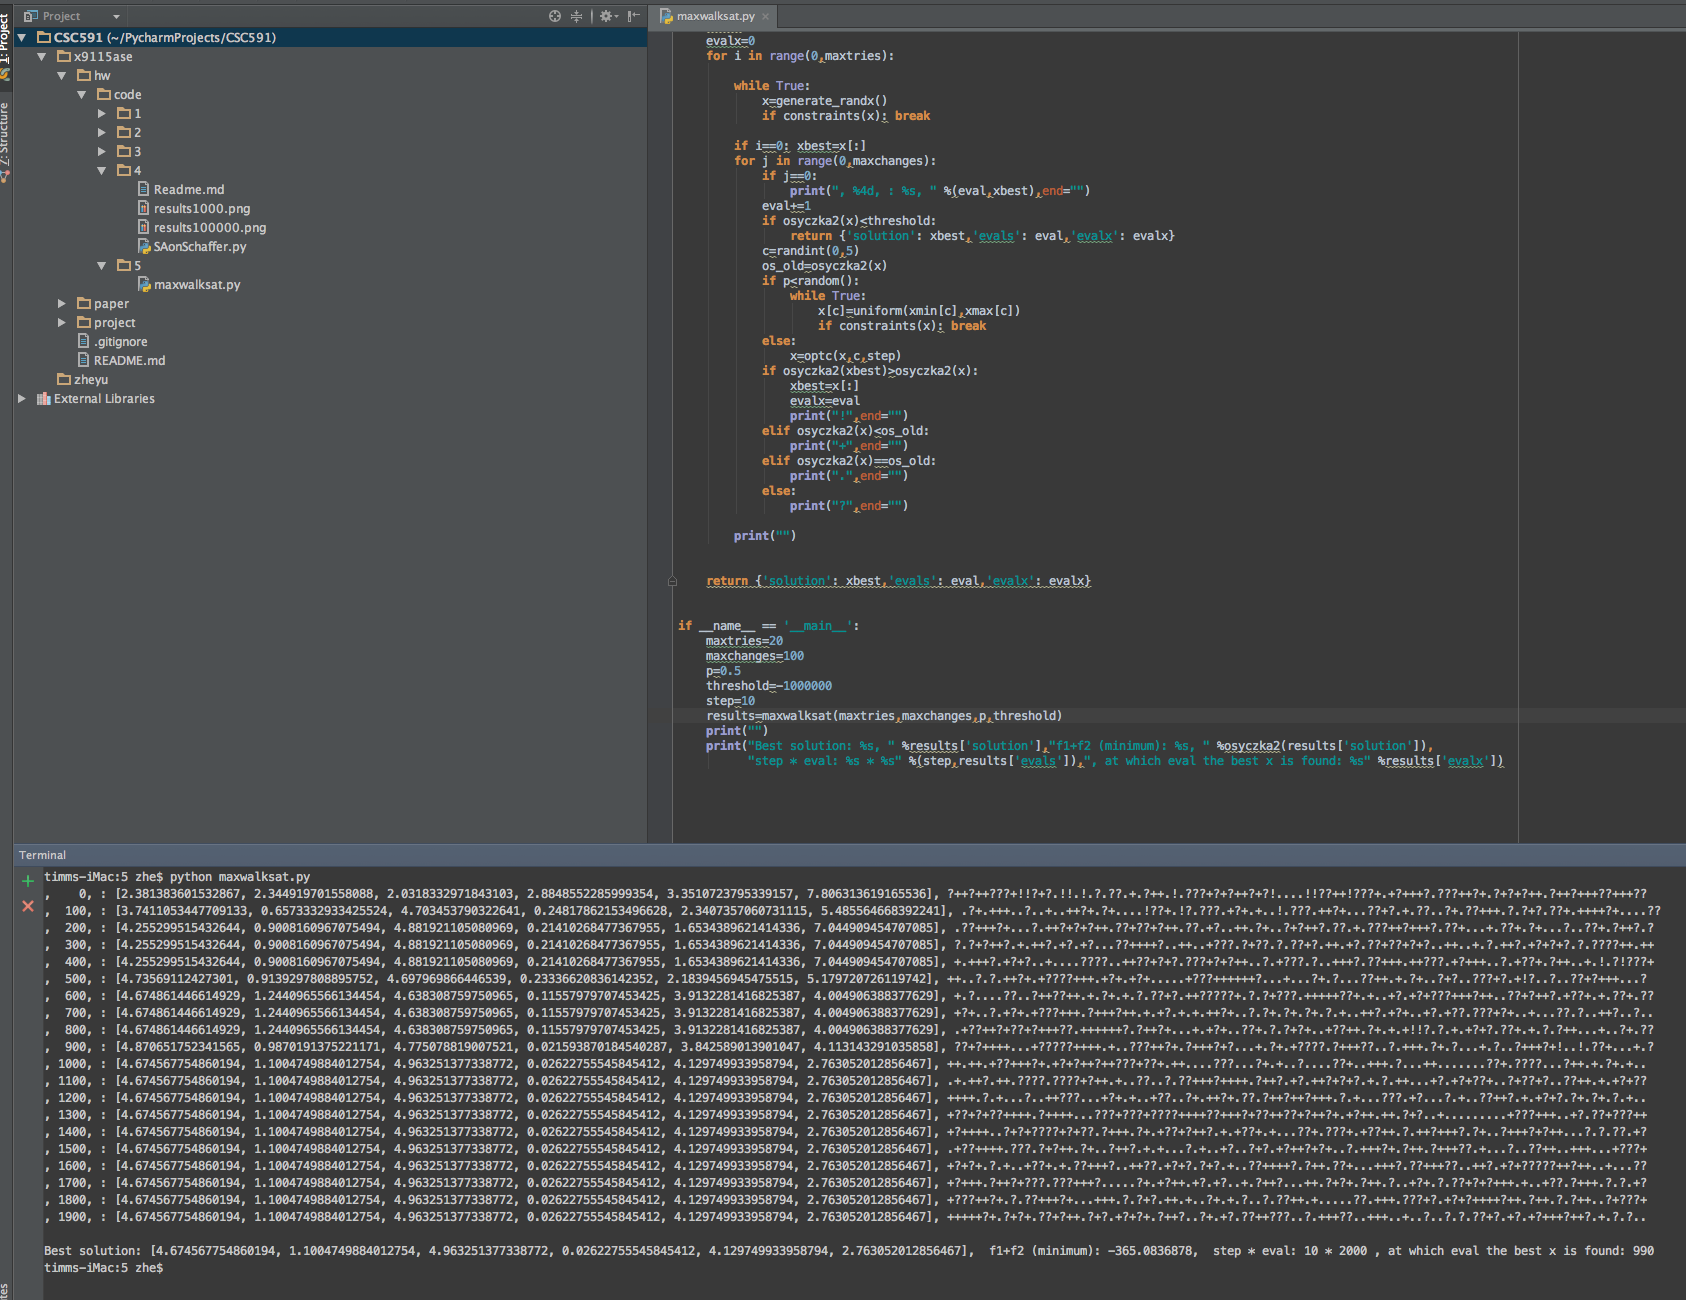 Project
maxwalksat.py
1: Project
7: Structure
CSC591 (~/PycharmProjects/CSC591)
x9115ase
hw
code
1
2
3
4
Readme.md
results1000.png
results100000.png
SAonSchaffer.py
5
maxwalksat.py
paper
project
.gitignore
README.md
zheyu
External Libraries
evalx=0
for i in range(0,maxtries):
while True:
x=generate_randx()
if constraints(x): break
if i==0: xbest=x[:]
for j in range(0,maxchanges):
if j==0:
print(", %4d, : %s, " %(eval,xbest),end="")
eval+=1
if osyczka2(x)<threshold:
return {'solution': xbest,'evals': eval,'evalx': evalx}
c=randint(0,5)
os_old=osyczka2(x)
if p<random():
while True:
x[c]=uniform(xmin[c],xmax[c])
if constraints(x): break
else:
x=optc(x,c,step)
if osyczka2(xbest)>osyczka2(x):
xbest=x[:]
evalx=eval
print("!",end="")
elif osyczka2(x)<os_old:
print("+",end="")
elif osyczka2(x)==os_old:
print(".",end="")
else:
print("?",end="")
print("")
return {'solution': xbest,'evals': eval,'evalx': evalx}
if __name__ == '__main__':
maxtries=20
maxchanges=100
p=0.5
threshold=-1000000
step=10
results=maxwalksat(maxtries,maxchanges,p,threshold)
print("")
print("Best solution: %s, " %results['solution'],"f1+f2 (minimum): %s, " %osyczka2(results['solution']),
"step * eval: %s * %s" %(step,results['evals']),", at which eval the best x is found: %s" %results['evalx'])
Terminal
timms-iMac:5 zhe$ python maxwalksat.py
, 0, : [2.381383601532867, 2.344919701558088, 2.0318332971843103, 2.8848552285999354, 3.3510723795339157, 7.806313619165536],
, 100, : [3.7411053447709133, 0.6573332933425524, 4.703453790322641, 0.24817862153496628, 2.3407357060731115, 5.485564668392241],
, 200, : [4.255299515432644, 0.9008160967075494, 4.881921105080969, 0.21410268477367955, 1.6534389621414336, 7.044909454707085],
, 300, : [4.255299515432644, 0.9008160967075494, 4.881921105080969, 0.21410268477367955, 1.6534389621414336, 7.044909454707085],
, 400, : [4.255299515432644, 0.9008160967075494, 4.881921105080969, 0.21410268477367955, 1.6534389621414336, 7.044909454707085],
, 500, : [4.73569112427301, 0.9139297808895752, 4.697969866446539, 0.23336620836142352, 2.1839456945475515, 5.179720726119742],
, 600, : [4.674861446614929, 1.2440965566134454, 4.638308759750965, 0.11557979707453425, 3.9132281416825387, 4.004906388377629],
, 700, : [4.674861446614929, 1.2440965566134454, 4.638308759750965, 0.11557979707453425, 3.9132281416825387, 4.004906388377629],
, 800, : [4.674861446614929, 1.2440965566134454, 4.638308759750965, 0.11557979707453425, 3.9132281416825387, 4.004906388377629],
, 900, : [4.870651752341565, 0.9870191375221171, 4.775078819007521, 0.021593870184540287, 3.842589013901047, 4.113143291035858],
, 1000, : [4.674567754860194, 1.1004749884012754, 4.963251377338772, 0.02622755545845412, 4.129749933958794, 2.763052012856467],
, 1100, : [4.674567754860194, 1.1004749884012754, 4.963251377338772, 0.02622755545845412, 4.129749933958794, 2.763052012856467],
, 1200, : [4.674567754860194, 1.1004749884012754, 4.963251377338772, 0.02622755545845412, 4.129749933958794, 2.763052012856467],
, 1300, : [4.674567754860194, 1.1004749884012754, 4.963251377338772, 0.02622755545845412, 4.129749933958794, 2.763052012856467],
, 1400, : [4.674567754860194, 1.1004749884012754, 4.963251377338772, 0.02622755545845412, 4.129749933958794, 2.763052012856467],
, 1500, : [4.674567754860194, 1.1004749884012754, 4.963251377338772, 0.02622755545845412, 4.129749933958794, 2.763052012856467],
, 1600, : [4.674567754860194, 1.1004749884012754, 4.963251377338772, 0.02622755545845412, 4.129749933958794, 2.763052012856467],
, 1700, : [4.674567754860194, 1.1004749884012754, 4.963251377338772, 0.02622755545845412, 4.129749933958794, 2.763052012856467],
, 1800, : [4.674567754860194, 1.1004749884012754, 4.963251377338772, 0.02622755545845412, 4.129749933958794, 2.763052012856467],
, 1900, : [4.674567754860194, 1.1004749884012754, 4.963251377338772, 0.02622755545845412, 4.129749933958794, 2.763052012856467],
Best solution: [4.674567754860194, 1.1004749884012754, 4.963251377338772, 0.02622755545845412, 4.129749933958794, 2.763052012856467], f1+f2 (minimum): -365.0836878, step * eval: 10 * 2000 , at which eval the best x is found: 990
timms-iMac:5 zhe$